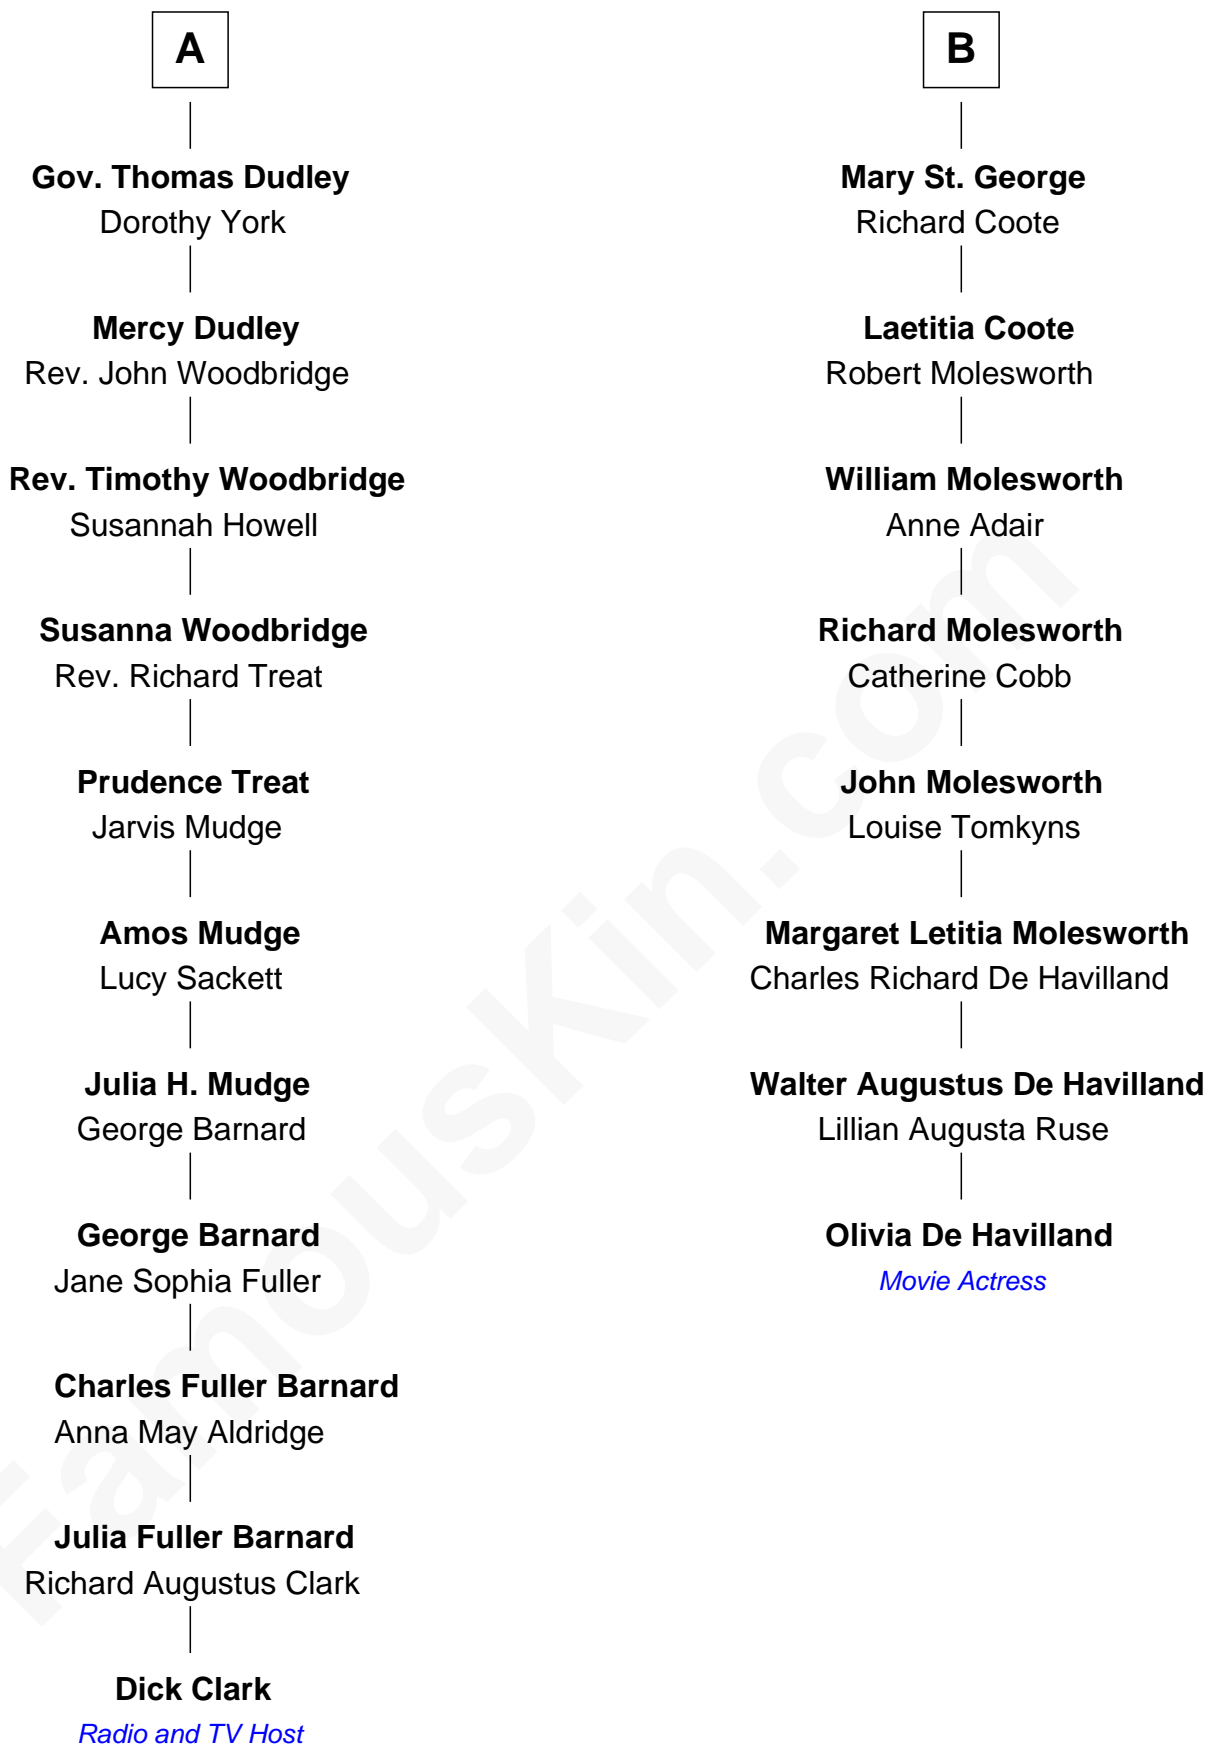 A
Gov. Thomas Dudley
Dorothy York
Mercy Dudley
Rev. John Woodbridge
Rev. Timothy Woodbridge
Susannah Howell
Susanna Woodbridge
Rev. Richard Treat
Prudence Treat
Jarvis Mudge
Amos Mudge
Lucy Sackett
Julia H. Mudge
George Barnard
George Barnard
Jane Sophia Fuller
Charles Fuller Barnard
Anna May Aldridge
Julia Fuller Barnard
Richard Augustus Clark
Dick Clark
Radio and TV Host
B
Mary St. George
Richard Coote
Laetitia Coote
Robert Molesworth
William Molesworth
Anne Adair
Richard Molesworth
Catherine Cobb
John Molesworth
Louise Tomkyns
Margaret Letitia Molesworth
Charles Richard De Havilland
Walter Augustus De Havilland
Lillian Augusta Ruse
Olivia De Havilland
Movie Actress
FamousKin.com